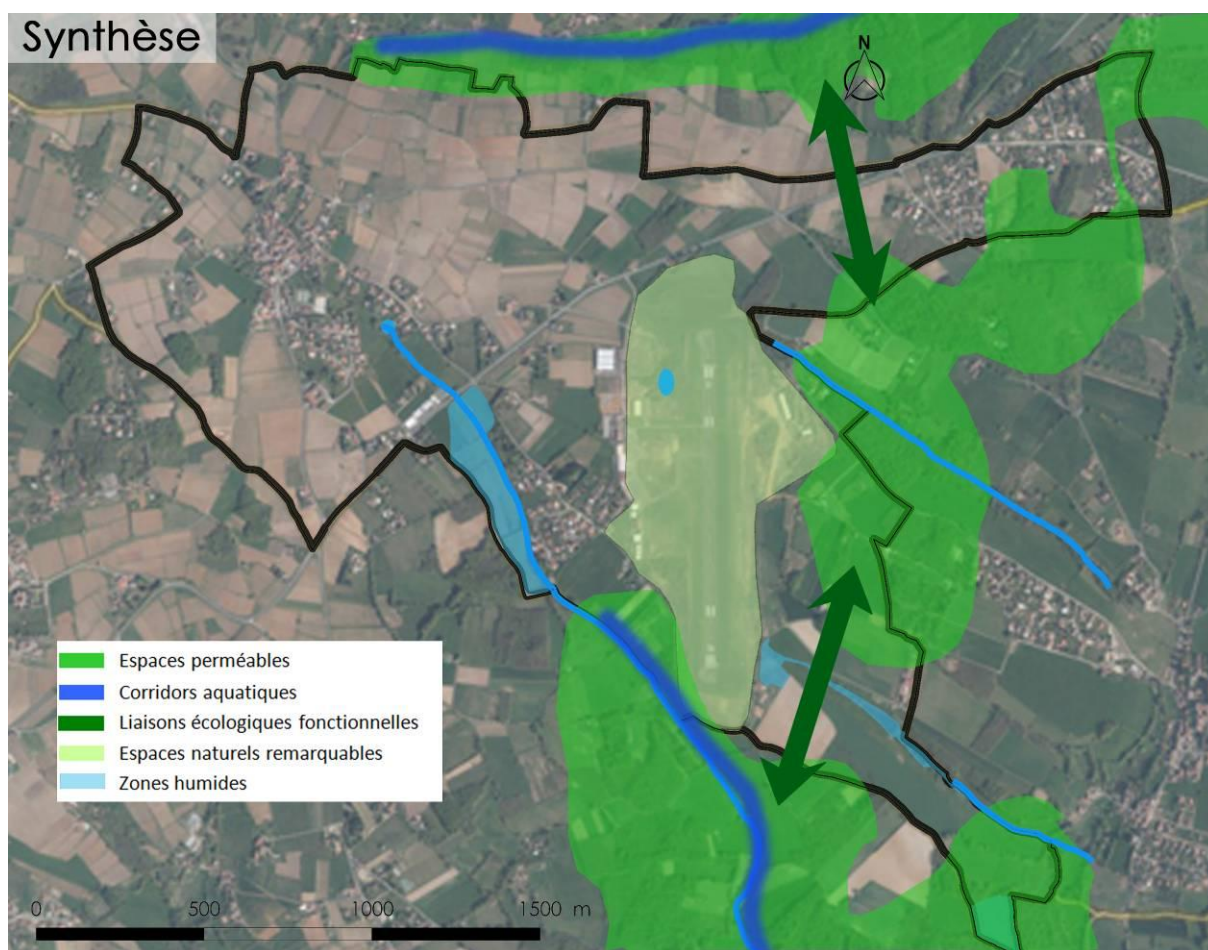 Synthèse
N
Espaces perméables
Corridors aquatiques
Liaisons écologiques fonctionnelles
Espaces naturels remarquables
Zones humides
0 500 1000 1500 m